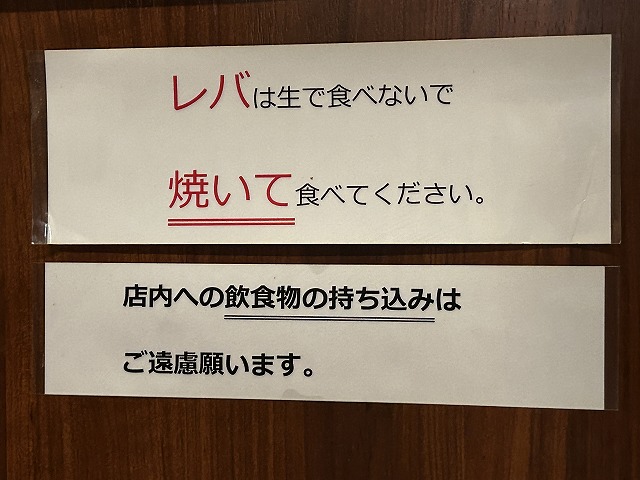 レバは生で食べないで
焼いて食べてください。
店内への飲食物の持ち込みは
ご遠慮願います。